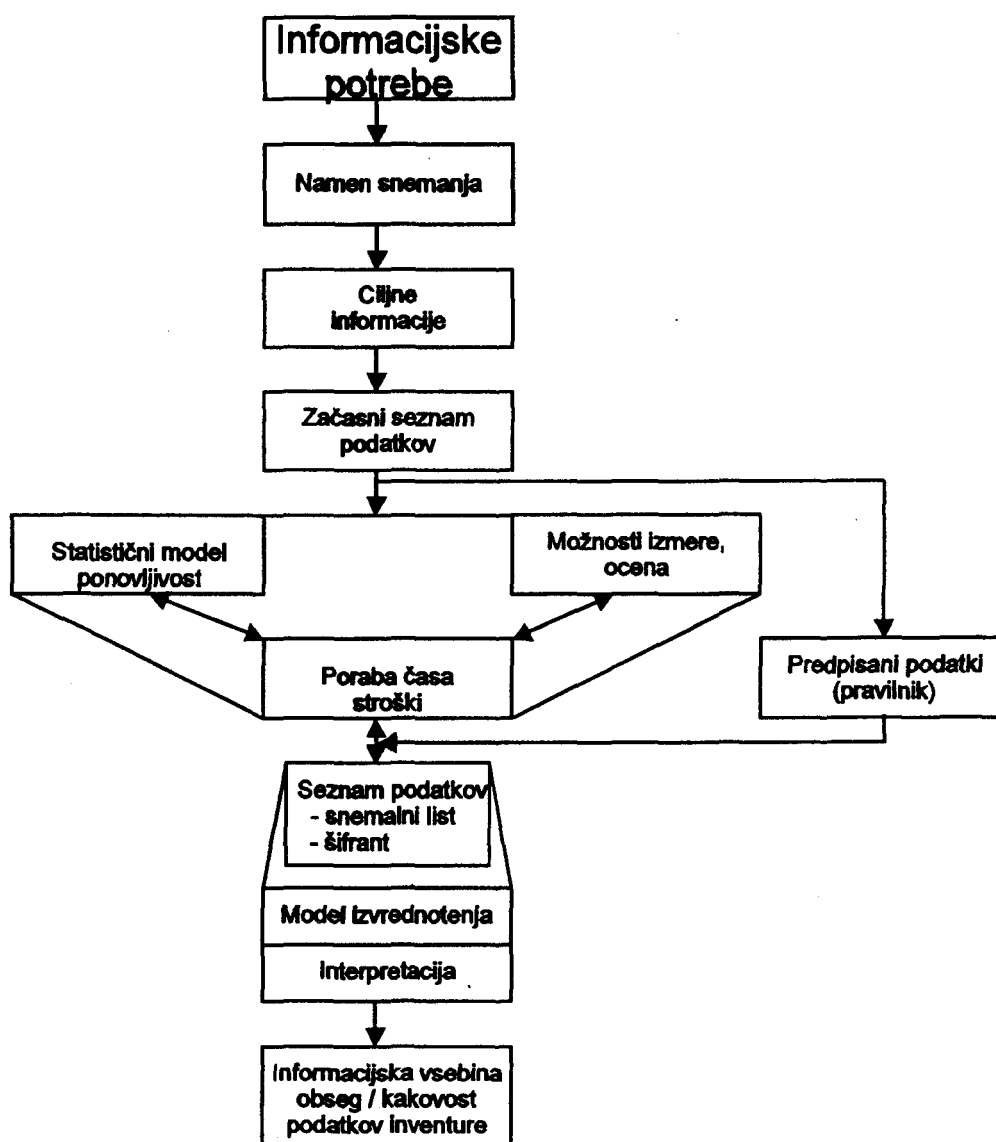 Informacijske
potrebe
Namen snemanja
Ciljne
informacije
Začasni seznam
podatkov
Statistični model
ponovljivost
Možnosti izmere,
ocena
Poraba časa
stroški
Predpisani podatki
(pravilnik)
Seznam podatkov
- snemalni list
- šifrant
Model izvrednotenja
Interpretacija
Informacijska vsebina
obseg / kakovost
podatkov inventure